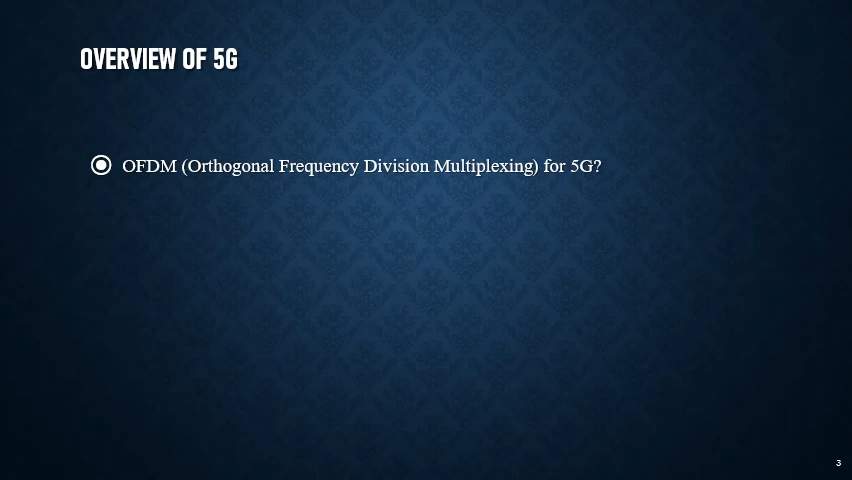 OVERVIEW OF 5G
OFDM (Orthogonal Frequency Division Multiplexing) for 5G?
3